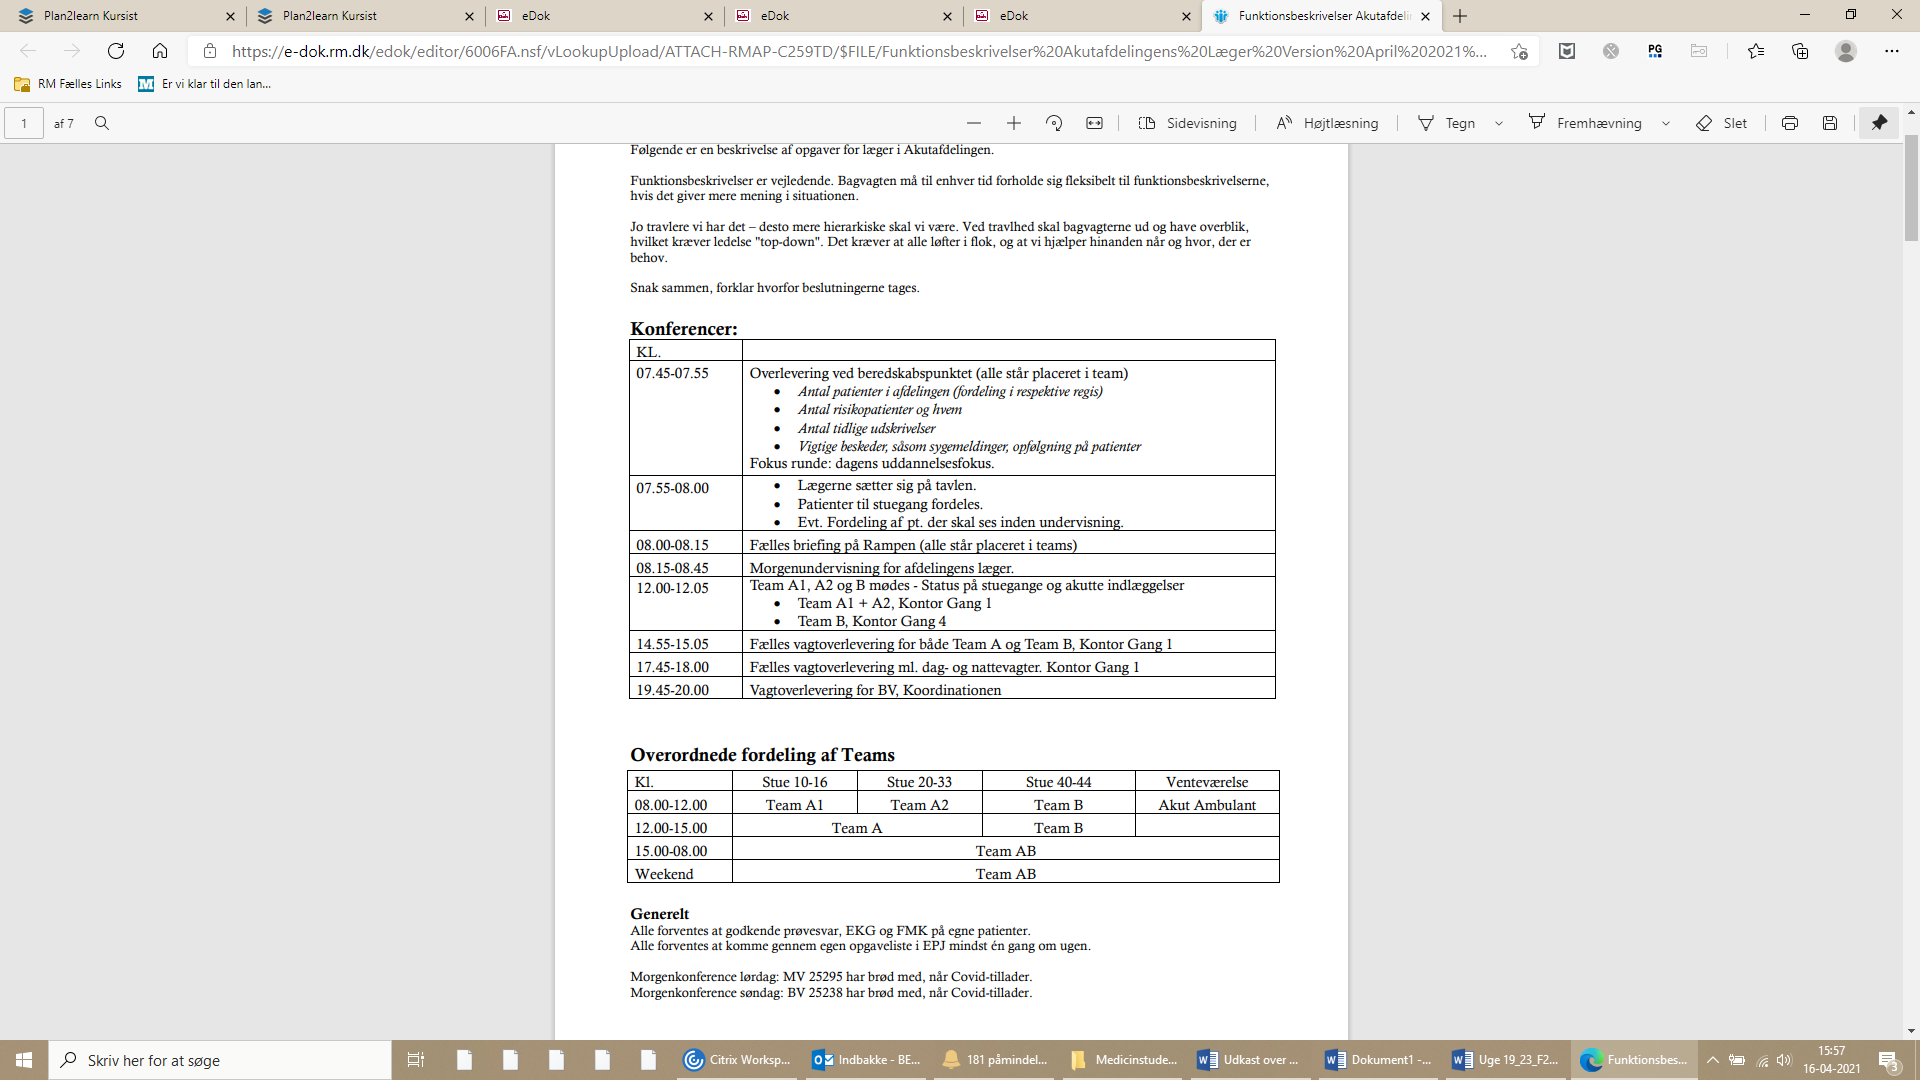 Plan2learn Kursist
Plan2learn Kursist
eDok
eDok
eDok
Funktionsbeskrivelser Akutafdelin
https://e-dok.rm.dk/edok/editor/6006FA.nsf/vLookupUpload/ATTACH-RMAP-C259TD/$FILE/Funktionsbeskrivelser%20Akutafdelingens%20Læger%20Version%20April%202021%...
PG
RM Fælles Links
M Er vi klar til den lan...
1 af 7
Sidevisning
Højtlæsning
Tegn
Fremhævning
Slet
Følgende er en beskrivelse af opgaver for læger i Akutafdelingen.
Funktionsbeskrivelser er vejledende. Bagvagten må til enhver tid forholde sig fleksibelt til funktionsbeskrivelserne,
hvis det giver mere mening i situationen.
Jo travlere vi har det – desto mere hierarkiske skal vi være. Ved travlhed skal bagvagterne ud og have overblik,
hvilket kræver ledelse "top-down". Det kræver at alle løfter i flok, og at vi hjælper hinanden når og hvor, der er
behov.
Snak sammen, forklar hvorfor beslutningerne tages.
Konferencer:
KL.
07.45-07.55 Overlevering ved beredskabspunktet (alle står placeret i team)
• Antal patienter i afdelingen (fordeling i respektive regis)
• Antal risikopatienter og hvem
• Antal tidlige udskrivelser
• Vigtige beskeder, såsom sygemeldinger, opfølgning på patienter
Fokus runde: dagens uddannelsesfokus.
07.55-08.00 • Lægerne sætter sig på tavlen.
• Patienter til stuegang fordeles.
• Evt. Fordeling af pt. der skal ses inden undervisning.
08.00-08.15 Fælles briefing på Rampen (alle står placeret i teams)
08.15-08.45 Morgenundervisning for afdelingens læger.
12.00-12.05 Team A1, A2 og B mødes - Status på stuegange og akutte indlæggelser
• Team A1 + A2, Kontor Gang 1
• Team B, Kontor Gang 4
14.55-15.05 Fælles vagtoverlevering for både Team A og Team B, Kontor Gang 1
17.45-18.00 Fælles vagtoverlevering ml. dag- og nattevagter. Kontor Gang 1
19.45-20.00 Vagtoverlevering for BV, Koordinationen
Overordnede fordeling af Teams
Kl. Stue 10-16 Stue 20-33 Stue 40-44 Venteværelse
08.00-12.00 Team A1 Team A2 Team B Akut Ambulant
12.00-15.00 Team A Team B
15.00-08.00 Team AB
Weekend Team AB
Generelt
Alle forventes at godkende prøvesvar, EKG og FMK på egne patienter.
Alle forventes at komme gennem egen opgaveliste i EPJ mindst én gang om ugen.
Morgenkonference lørdag: MV 25295 har brød med, når Covid-tillader.
Morgenkonference søndag: BV 25238 har brød med, når Covid-tillader.
Skriv her for at søge
Citrix Worksp...
Indbakke - BE...
181 påmindel...
Medicinstude...
Udkast over ...
Dokument1 -...
Uge 19_23_F2...
Funktionsbes...
15:57
16-04-2021
3